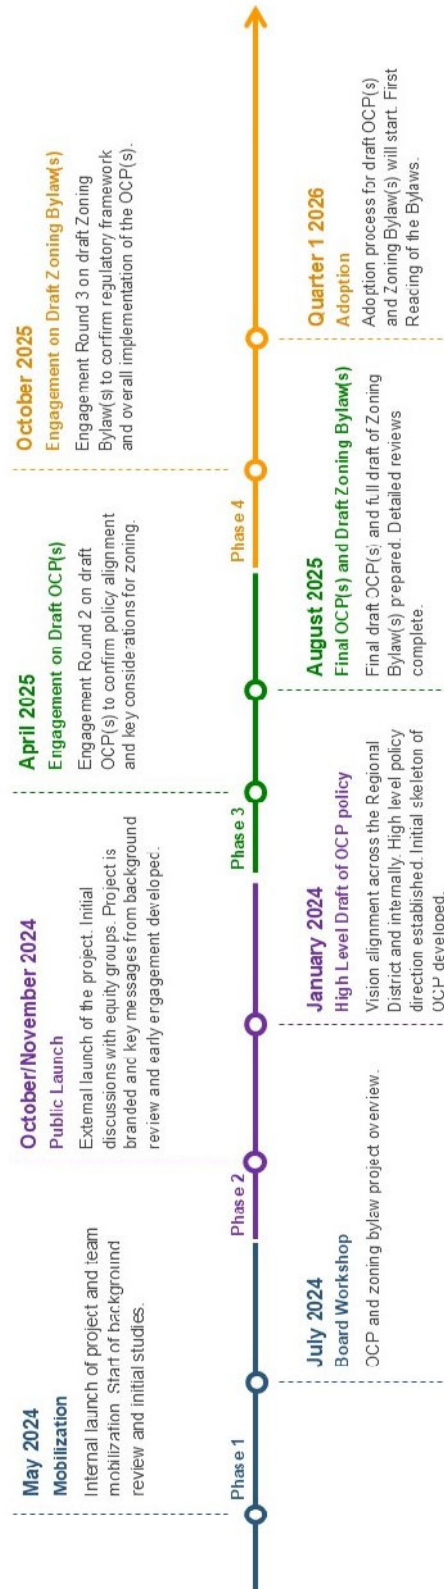 May 2024
Mobilization
Internal launch of project and team
mobilization Start of background
review and initial studies.
October/November 2024
Public Launch
External launch of the project. Initial
discussions with equity groups. Project is
branded and key messages from background
review and early engagement developed.
April 2025
Engagement on Draft OCP(s)
Engagement Round 2 on draft
OCP(s) to confirm policy alignment
and key considerations for zoning.
October 2025
Engagement on Draft Zoning Bylaw(s)
Engagement Round 3 on draft Zoning
Bylaw(s) to confirm regulatory framework
and overall implementation of the OCP(s).
Phase 1
Phase 2
Phase 3
Phase 4
July 2024
Board Workshop
OCP and zoning bylaw project overview.
January 2024
High Level Draft of OCP policy
Vision alignment across the Regional
District and internally. High level policy
direction established. Initial skeleton of
OCP developed.
August 2025
Final OCP(s) and Draft Zoning Bylaw(s)
Final draft OCP(s) and full draft of Zoning
Bylaw(s) prepared. Detailed reviews
complete.
Quarter 1 2026
Adoption
Adoption process for draft OCP(s)
and Zoning Bylaw(s) will start. First
Reacing of the Bylaws.